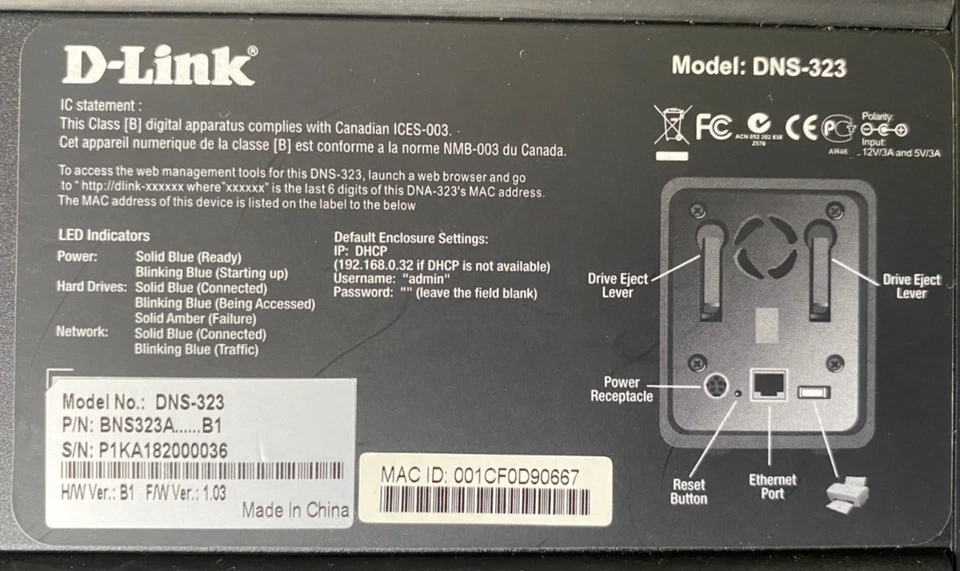 D-Link®
Model: DNS-323
IC statement :
This Class [B] digital apparatus complies with Canadian ICES-003.
Cet appareil numerique de la classe [B] est conforme a la norme NMB-003 du Canada.
FC CE
ACN 052 202 838
Z576
АЯ46
Polarity:
Input:
12V/3A and 5V/3A
To access the web management tools for this DNS-323, launch a web browser and go
to " http://dlink-xxxxxx where"xxxxxx" is the last 6 digits of this DNA-323's MAC address.
The MAC address of this device is listed on the label to the below
LED Indicators
Power: Solid Blue (Ready)
Blinking Blue (Starting up)
Hard Drives: Solid Blue (Connected)
Blinking Blue (Being Accessed)
Solid Amber (Failure)
Network: Solid Blue (Connected)
Blinking Blue (Traffic)
Default Enclosure Settings:
IP: DHCP
(192.168.0.32 if DHCP is not available)
Username: "admin"
Password: "" (leave the field blank)
Drive Eject
Lever
Drive Eject
Lever
Power
Receptacle
Reset
Button
Ethernet
Port
Model No.: DNS-323
P/N: BNS323A......B1
S/N: P1KA182000036
H/W Ver.: B1 F/W Ver.: 1.03
Made In China
MAC ID: 001CF0D90667